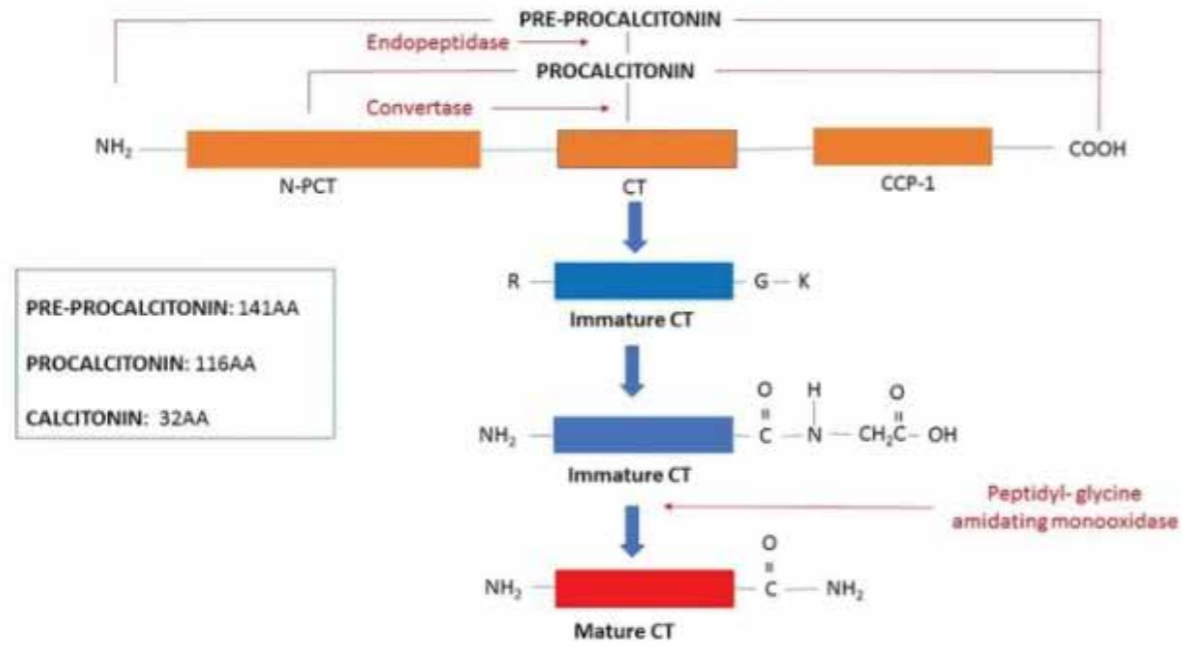 PRE-PROCALCITONIN
Endopeptidase
PROCALCITONIN
Convertase
NH2
COOH
N-PCT
CT
CCP-1
R
G
K
Immature CT
PRE-PROCALCITONIN: 141AA
PROCALCITONIN: 116AA
CALCITONIN: 32AA
O
H
O
NH2
C
N
CH2C
OH
Immature CT
Peptidyl- glycine
amidating monooxidase
O
NH2
C
NH2
Mature CT